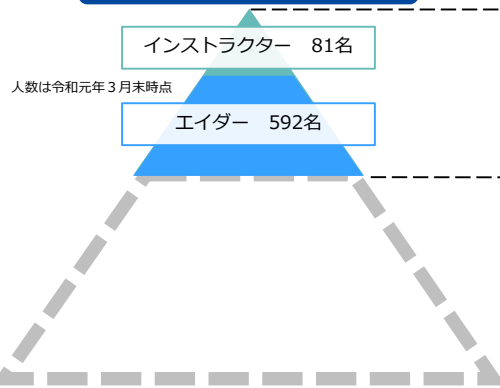 インストラクター　81名
人数は令和元年３月末時点
エイダー　592名